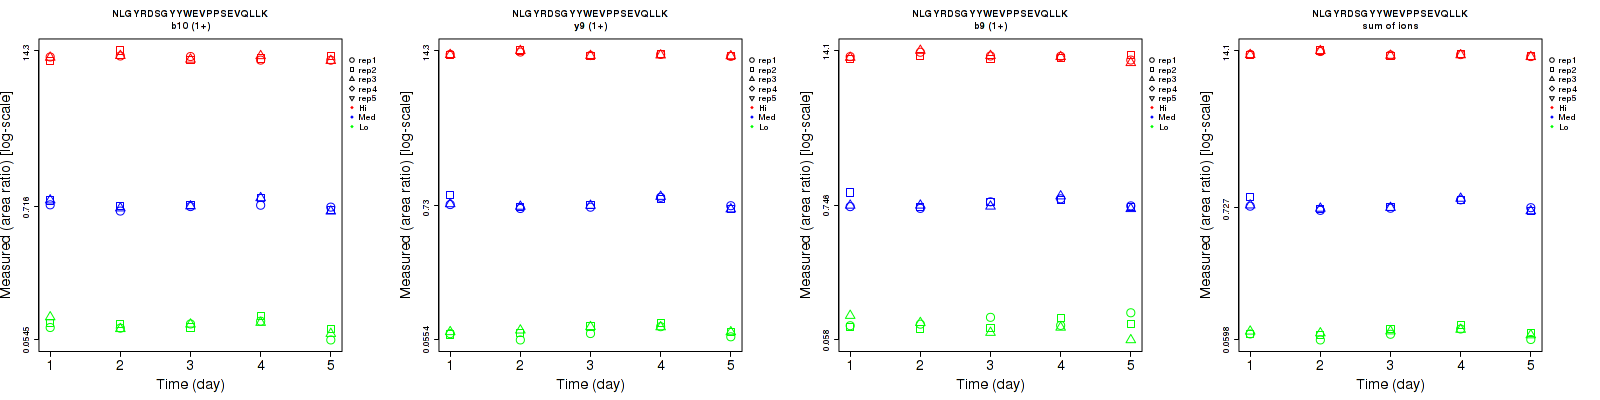 NLGYRDSGYYWEVPPSEVQLLK
b10 (1+)
Measured (area ratio) [log-scale]
14.3
0.716
0.0545
1 2 3 4 5
Time (day)
rep1
rep2
rep3
rep4
rep5
Hi
Med
Lo
NLGYRDSGYYWEVPPSEVQLLK
y9 (1+)
Measured (area ratio) [log-scale]
14.3
0.73
0.0554
1 2 3 4 5
Time (day)
rep1
rep2
rep3
rep4
rep5
Hi
Med
Lo
NLGYRDSGYYWEVPPSEVQLLK
b9 (1+)
Measured (area ratio) [log-scale]
14.1
0.746
0.058
1 2 3 4 5
Time (day)
rep1
rep2
rep3
rep4
rep5
Hi
Med
Lo
NLGYRDSGYYWEVPPSEVQLLK
sum of ions
Measured (area ratio) [log-scale]
14.1
0.727
0.0598
1 2 3 4 5
Time (day)
rep1
rep2
rep3
rep4
rep5
Hi
Med
Lo